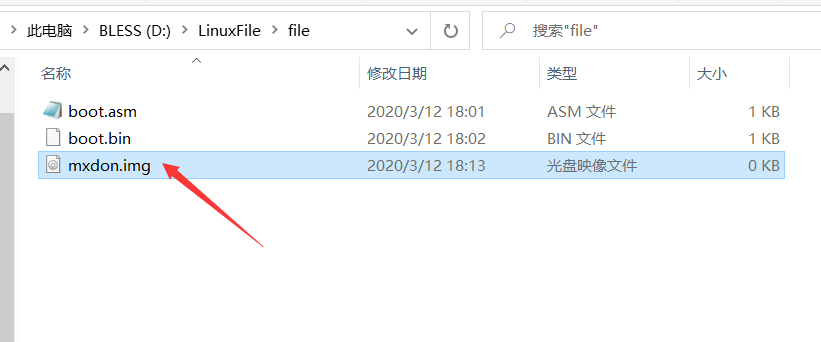 此电脑 > BLESS (D:) > LinuxFile > file
搜索"file"
名称 修改日期 类型 大小
boot.asm 2020/3/12 18:01 ASM 文件 1 KB
boot.bin 2020/3/12 18:02 BIN 文件 1 KB
mxdon.img 2020/3/12 18:13 光盘映像文件 0 KB